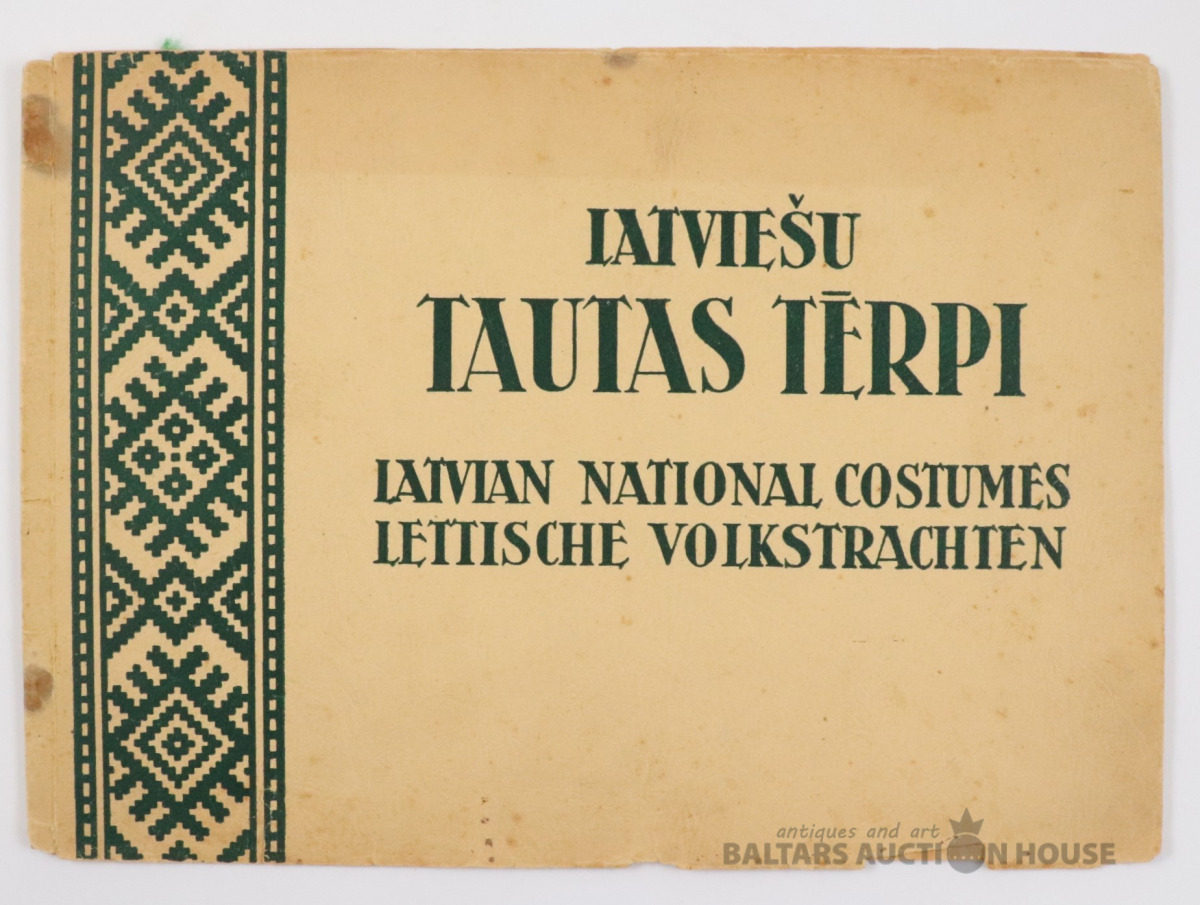 LATVIEŠU
TAUTAS TĒRPI
LATVIAN NATIONAL COSTUMES
LETTISCHE VOLKSTRACHTEN
antiques and art
BALTARS AUCTION HOUSE